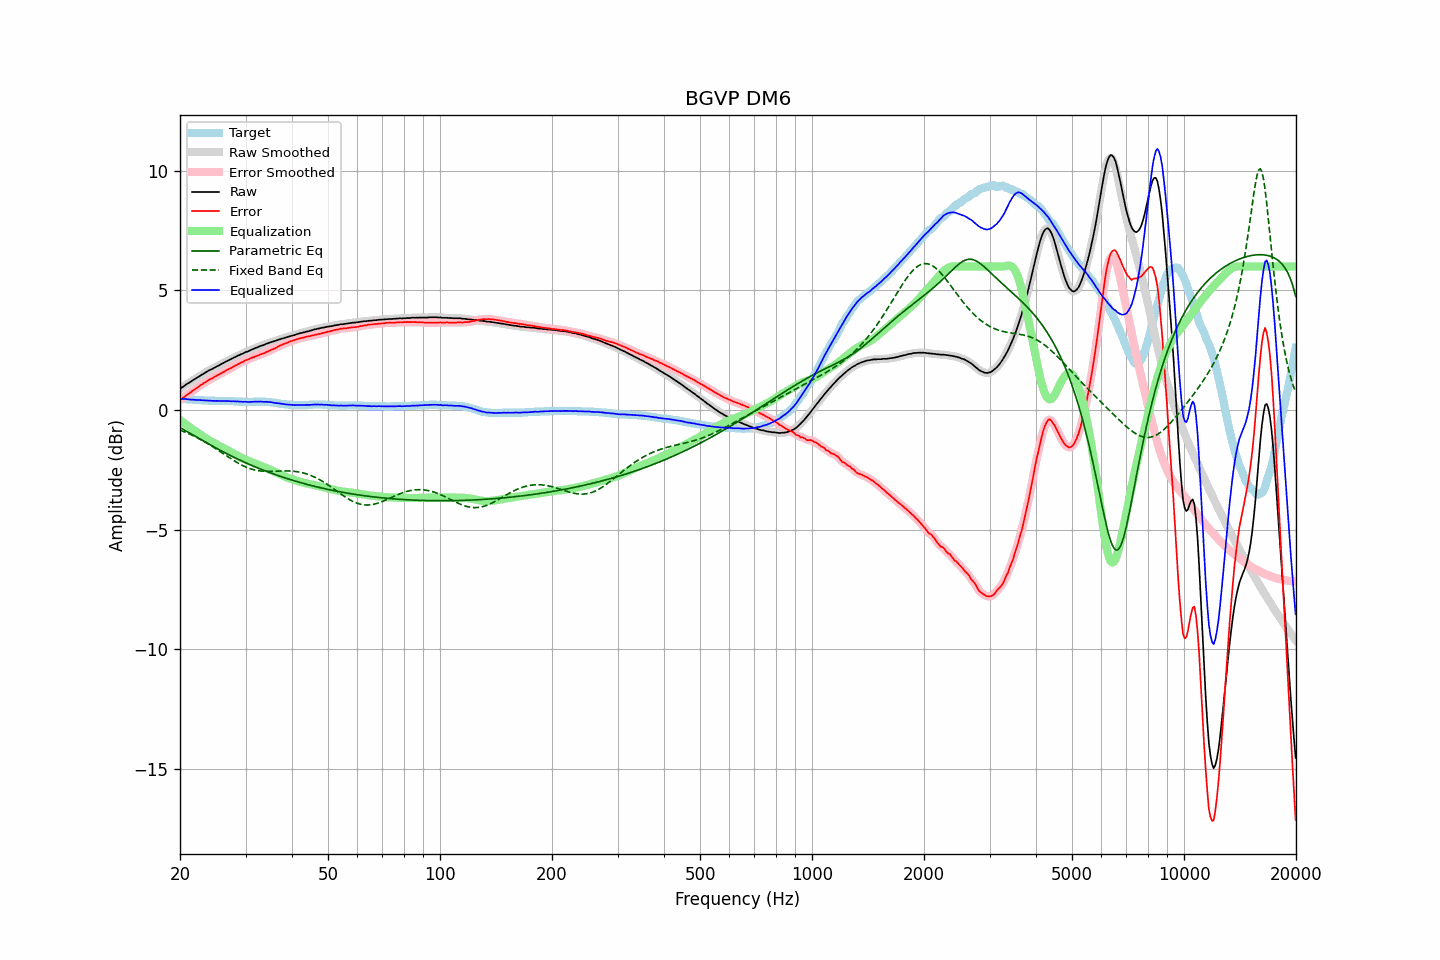 BGVP DM6
Target
Raw Smoothed
Error Smoothed
Raw
Error
Equalization
Parametric Eq
Fixed Band Eq
Equalized
Amplitude (dBr)
10
5
0
−5
−10
−15
20 50 100 200 500 1000 2000 5000 10000 20000
Frequency (Hz)